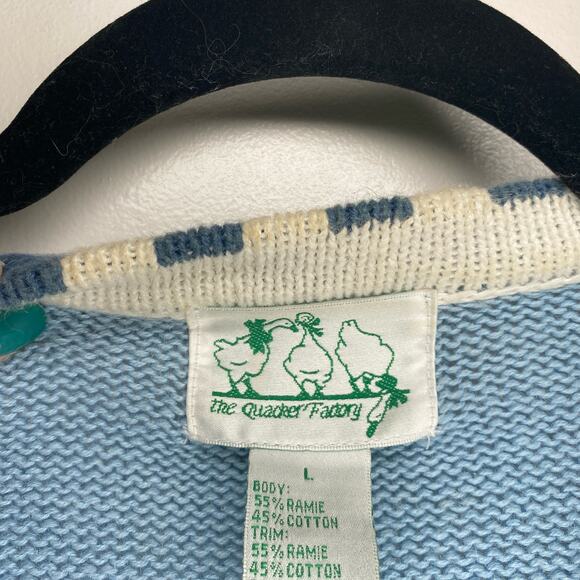 the Quacker Factory
L
BODY:
55% RAMIE
45% COTTON
TRIM:
55% RAMIE
45% COTTON